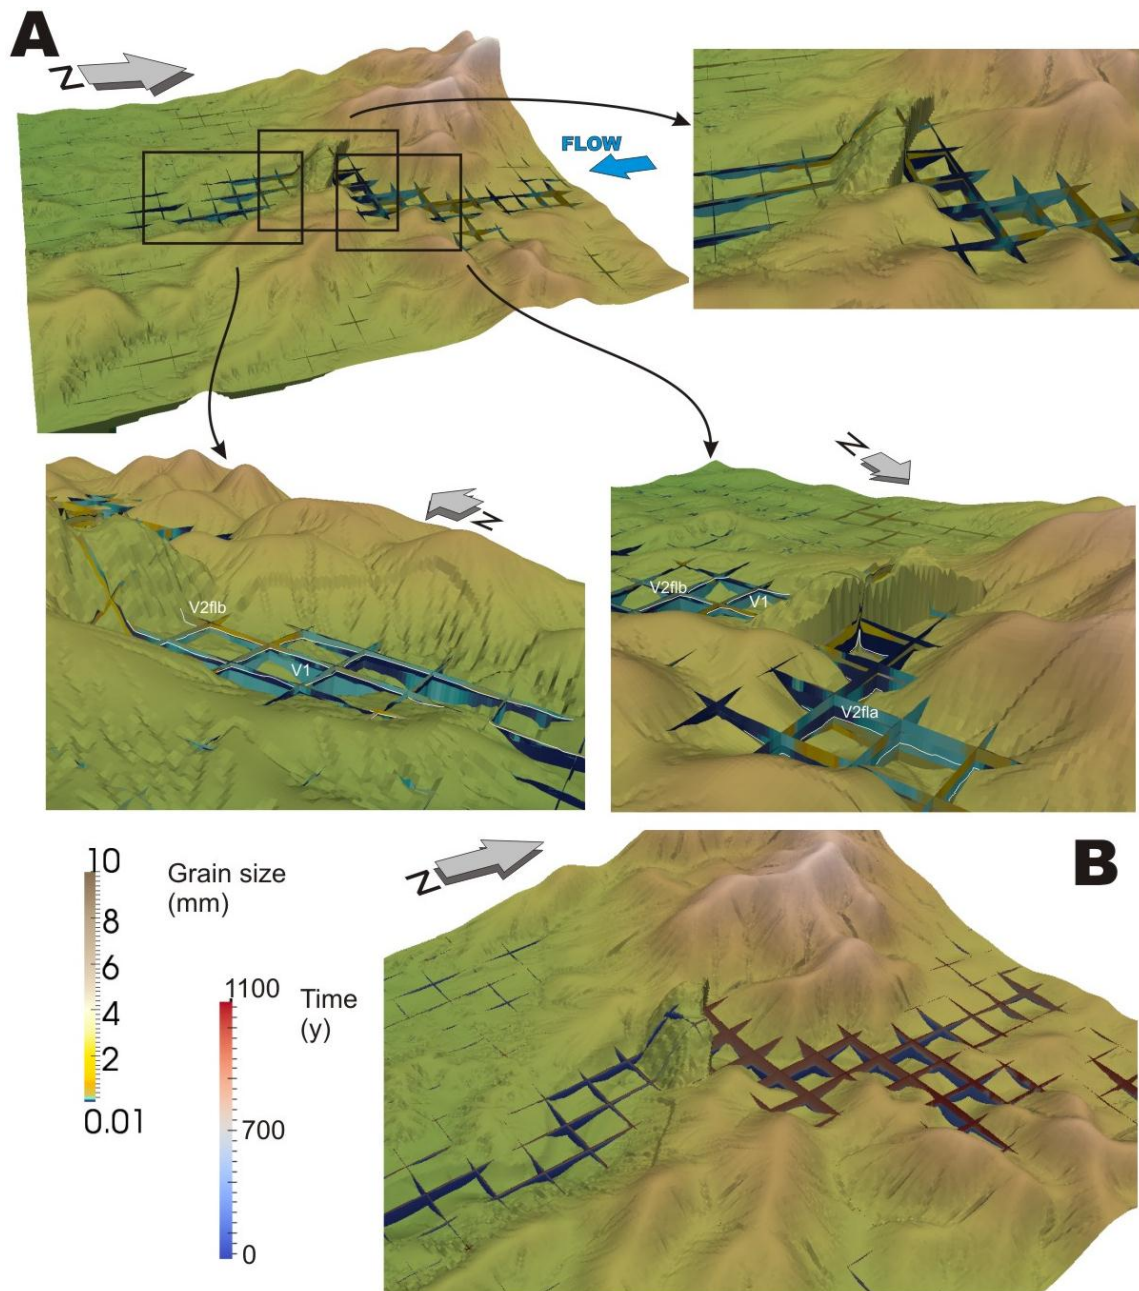 A
N
FLOW
N
N
V2flb
V1
V2flb
V1
V2fla
10
8
6
4
2
0.01
Grain size
(mm)
1100
700
0
Time
(y)
N
B